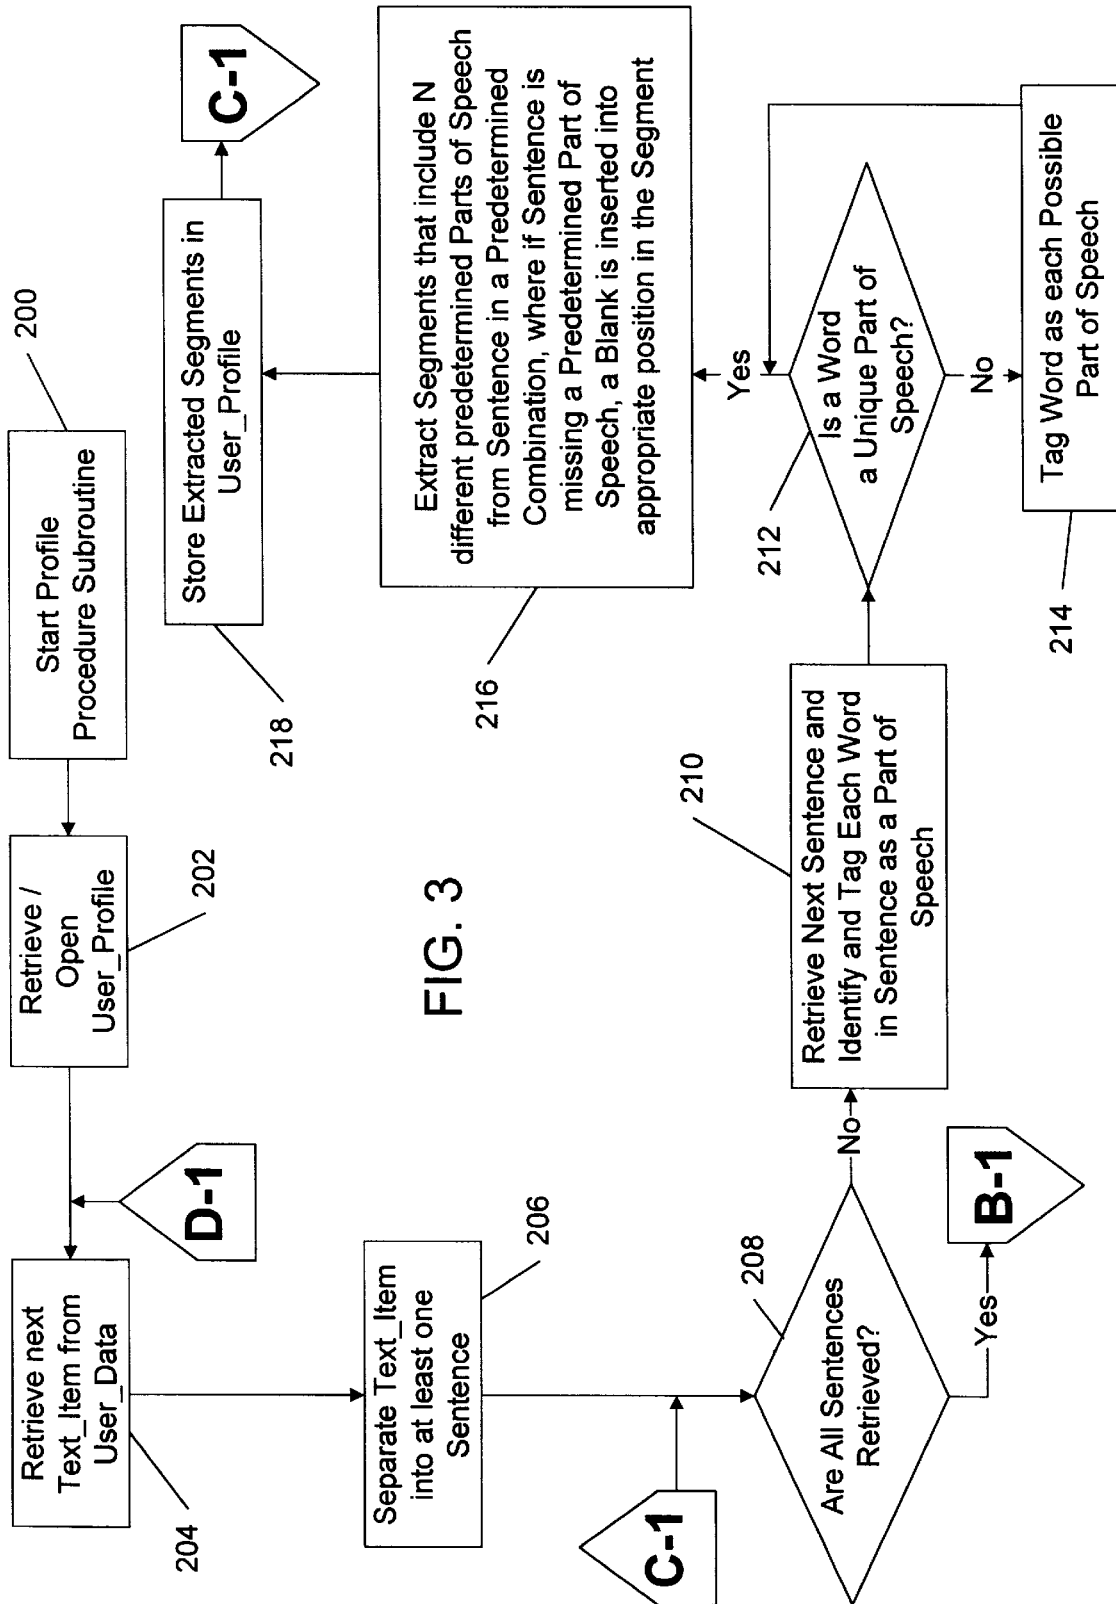 200
Start Profile
Procedure Subroutine
Retrieve /
Open
User_Profile
202
D-1
Retrieve next
Text_Item from
User_Data
204
Separate Text_Item
into at least one
Sentence
206
C-1
Are All Sentences
Retrieved?
208
Yes
B-1
No
Retrieve Next Sentence and
Identify and Tag Each Word
in Sentence as a Part of
Speech
210
Is a Word
a Unique Part of
Speech?
212
No
Tag Word as each Possible
Part of Speech
214
Yes
Extract Segments that include N
different predetermined Parts of Speech
from Sentence in a Predetermined
Combination, where if Sentence is
missing a Predetermined Part of
Speech, a Blank is inserted into
appropriate position in the Segment
216
Store Extracted Segments in
User_Profile
218
C-1
FIG. 3